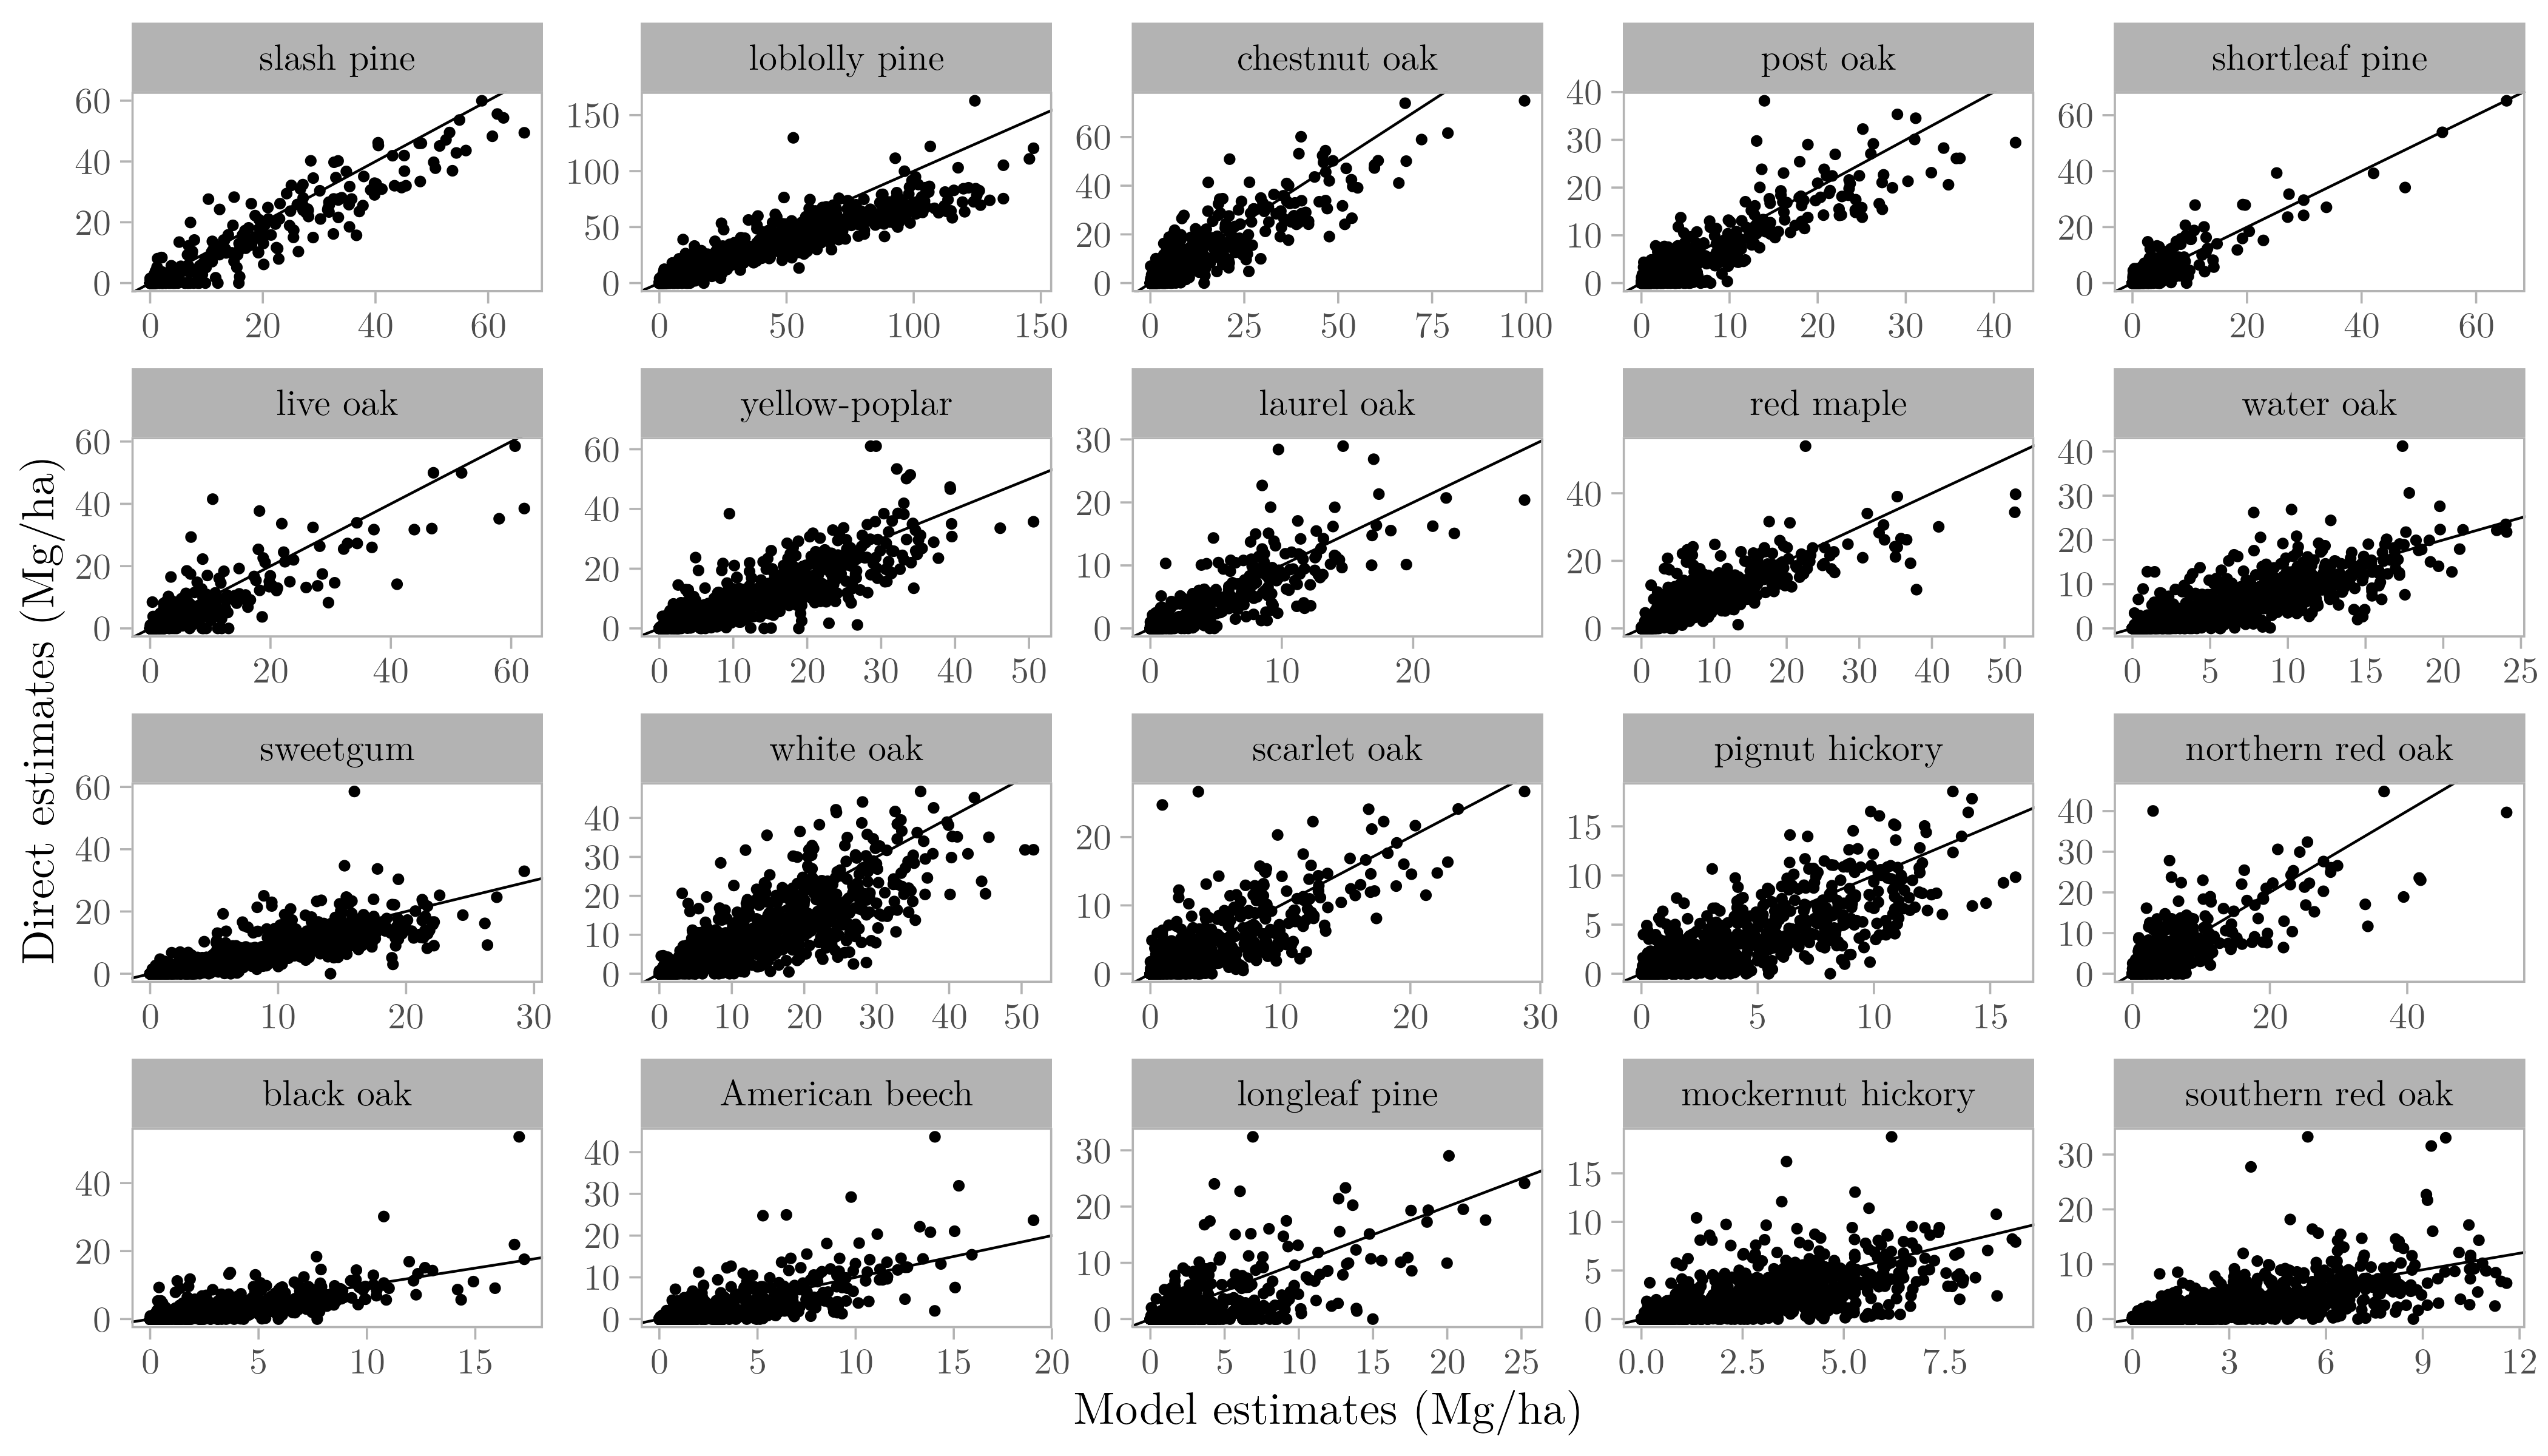 slash pine loblolly pine chestnut oak post oak shortleaf pine
60 40 20 0
150 100 50 0
60 40 20 0
40 30 20 10 0
60 40 20 0
0 20 40 60
0 50 100 150
0 25 50 75 100
0 10 20 30 40
0 20 40 60
live oak yellow-poplar laurel oak red maple water oak
60 40 20 0
60 40 20 0
30 20 10 0
40 20 0
40 30 20 10 0
0 20 40 60
0 10 20 30 40 50
0 10 20
0 10 20 30 40 50
0 5 10 15 20 25
sweetgum white oak scarlet oak pignut hickory northern red oak
60 40 20 0
40 30 20 10 0
20 10 0
15 10 5 0
40 30 20 10 0
0 10 20 30
0 10 20 30 40 50
0 10 20 30
0 5 10 15
0 20 40
black oak American beech longleaf pine mockernut hickory southern red oak
40 20 0
40 30 20 10 0
30 20 10 0
15 10 5 0
30 20 10 0
0 5 10 15
0 5 10 15 20
0 5 10 15 20 25
0.0 2.5 5.0 7.5
0 3 6 9 12
Direct estimates (Mg/ha)
Model estimates (Mg/ha)